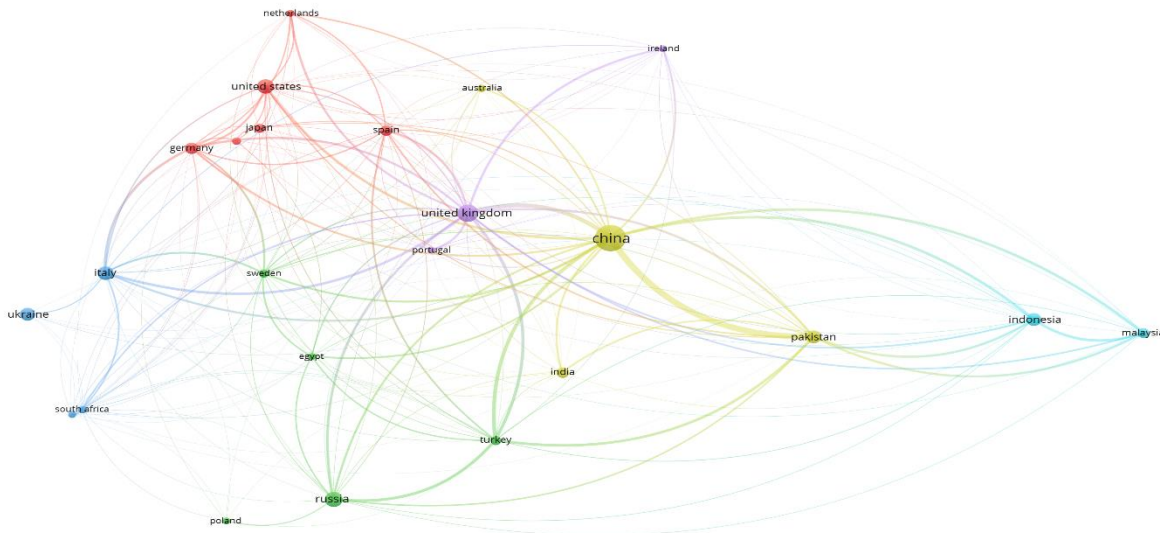 netherlands
ireland
united states
australia
japan
spain
germany
united kingdom
china
portugal
italy
sweden
ukraine
indonesia
malaysia
pakistan
egypt
india
south africa
turkey
russia
poland